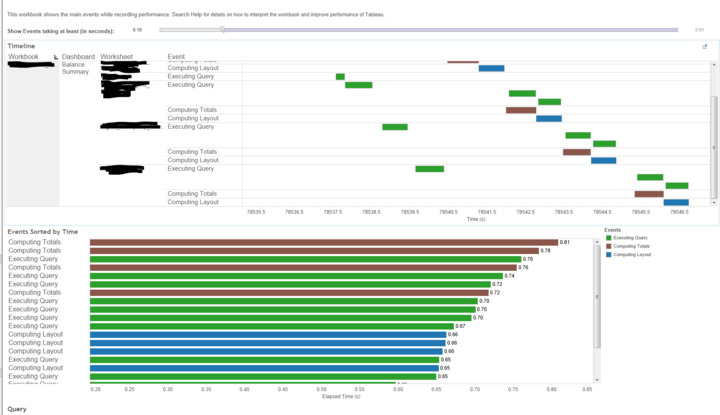 This workbook shows the main events while recording performance. Search Help for details on how to interpret the workbook and improve performance of Tableau.
Show Events taking at least (in seconds): 0.10 0.81
Timeline
Workbook Dashboard Worksheet Event
Balance Summary
Computing Layout
Executing Query
Executing Query
Computing Totals
Computing Layout
Executing Query
Computing Totals
Computing Layout
Executing Query
Computing Totals
Computing Layout
78535.5 78536.5 78537.5 78538.5 78539.5 78540.5 78541.5 78542.5 78543.5 78544.5 78545.5 78546.5
Time (s)
Events Sorted by Time
Computing Totals 0.81
Computing Totals 0.78
Executing Query 0.76
Computing Totals 0.76
Executing Query 0.74
Executing Query 0.72
Computing Totals 0.72
Executing Query 0.70
Executing Query 0.70
Executing Query 0.70
Executing Query 0.67
Computing Layout 0.66
Computing Layout 0.66
Computing Layout 0.66
Executing Query 0.65
Computing Layout 0.65
Executing Query 0.65
0.20 0.25 0.30 0.35 0.40 0.45 0.50 0.55 0.60 0.65 0.70 0.75 0.80 0.85
Elapsed Time (s)
Events
Executing Query
Computing Totals
Computing Layout
Query